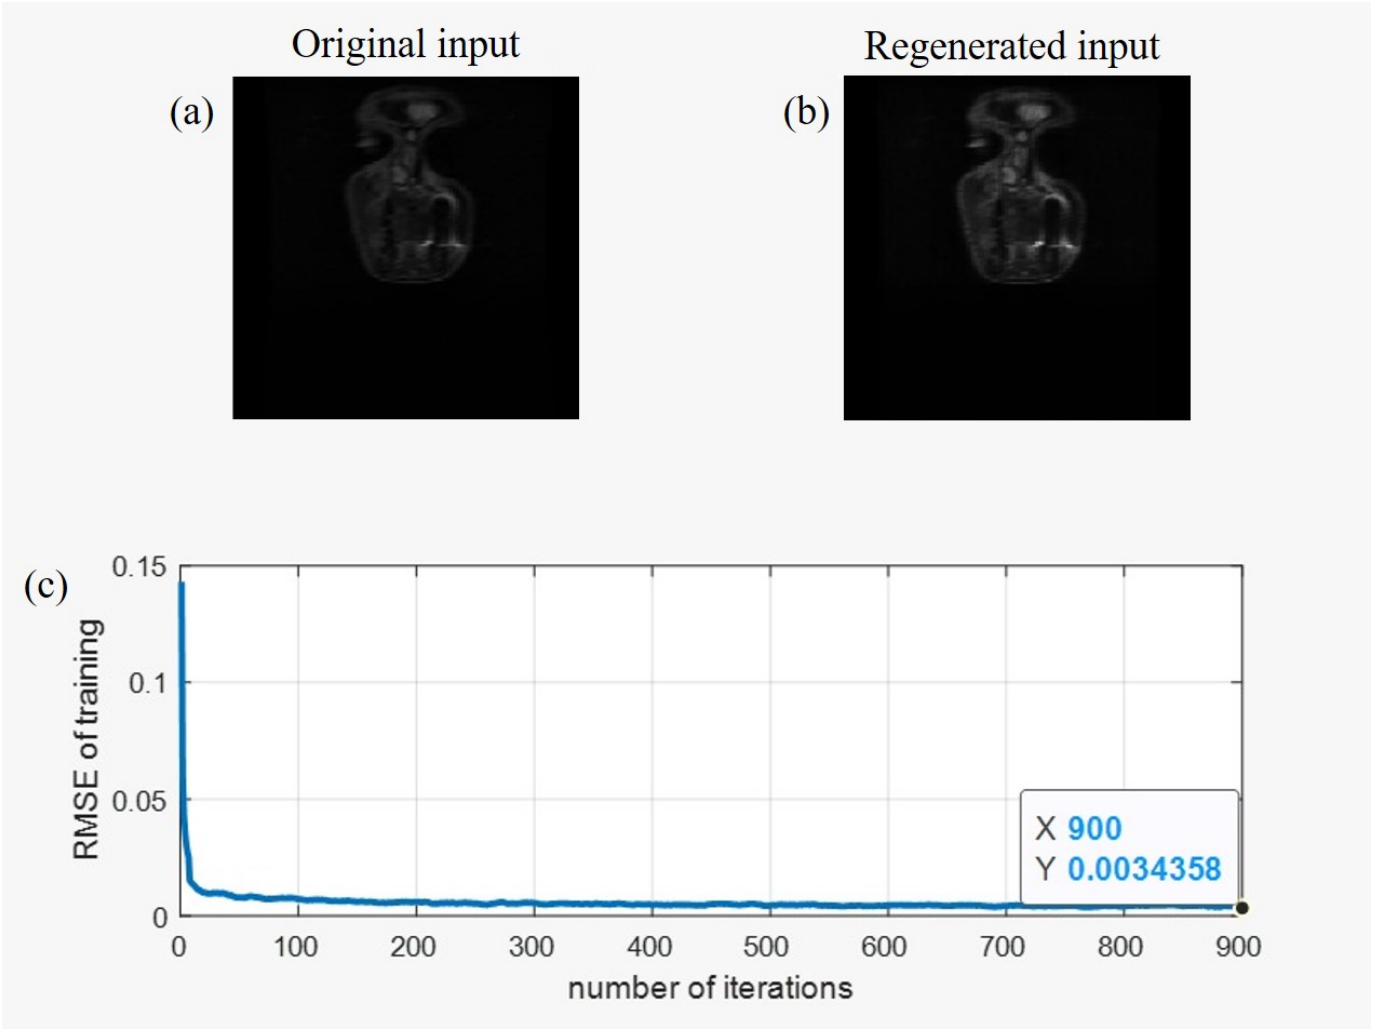 Original input
Regenerated input
(a)
(b)
(c)
RMSE of training
0.15
0.1
0.05
0
X 900
Y 0.0034358
0 100 200 300 400 500 600 700 800 900
number of iterations